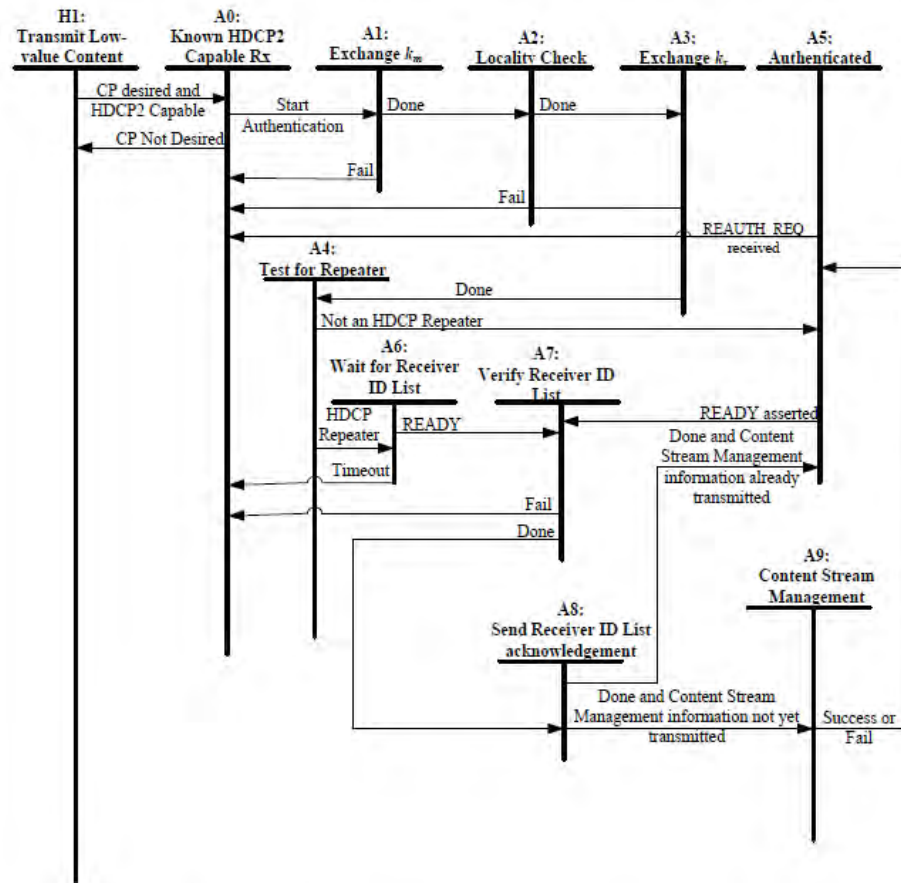 H1:
Transmit Low-
value Content
A0:
Known HDCP2
Capable Rx
A1:
Exchange km
A2:
Locality Check
A3:
Exchange ks
A5:
Authenticated
CP desired and
HDCP2 Capable
Start
Authentication
Done
Done
CP Not Desired
Fail
Fail
REAUTH_REQ
received
A4:
Test for Repeater
Done
Not an HDCP Repeater
A6:
Wait for Receiver
ID List
A7:
Verify Receiver ID
List
HDCP
Repeater
READY
READY asserted
Timeout
Done and Content
Stream Management
information already
transmitted
Fail
Done
A9:
Content Stream
Management
A8:
Send Receiver ID List
acknowledgement
Done and Content Stream
Management information not yet
transmitted
Success or
Fail